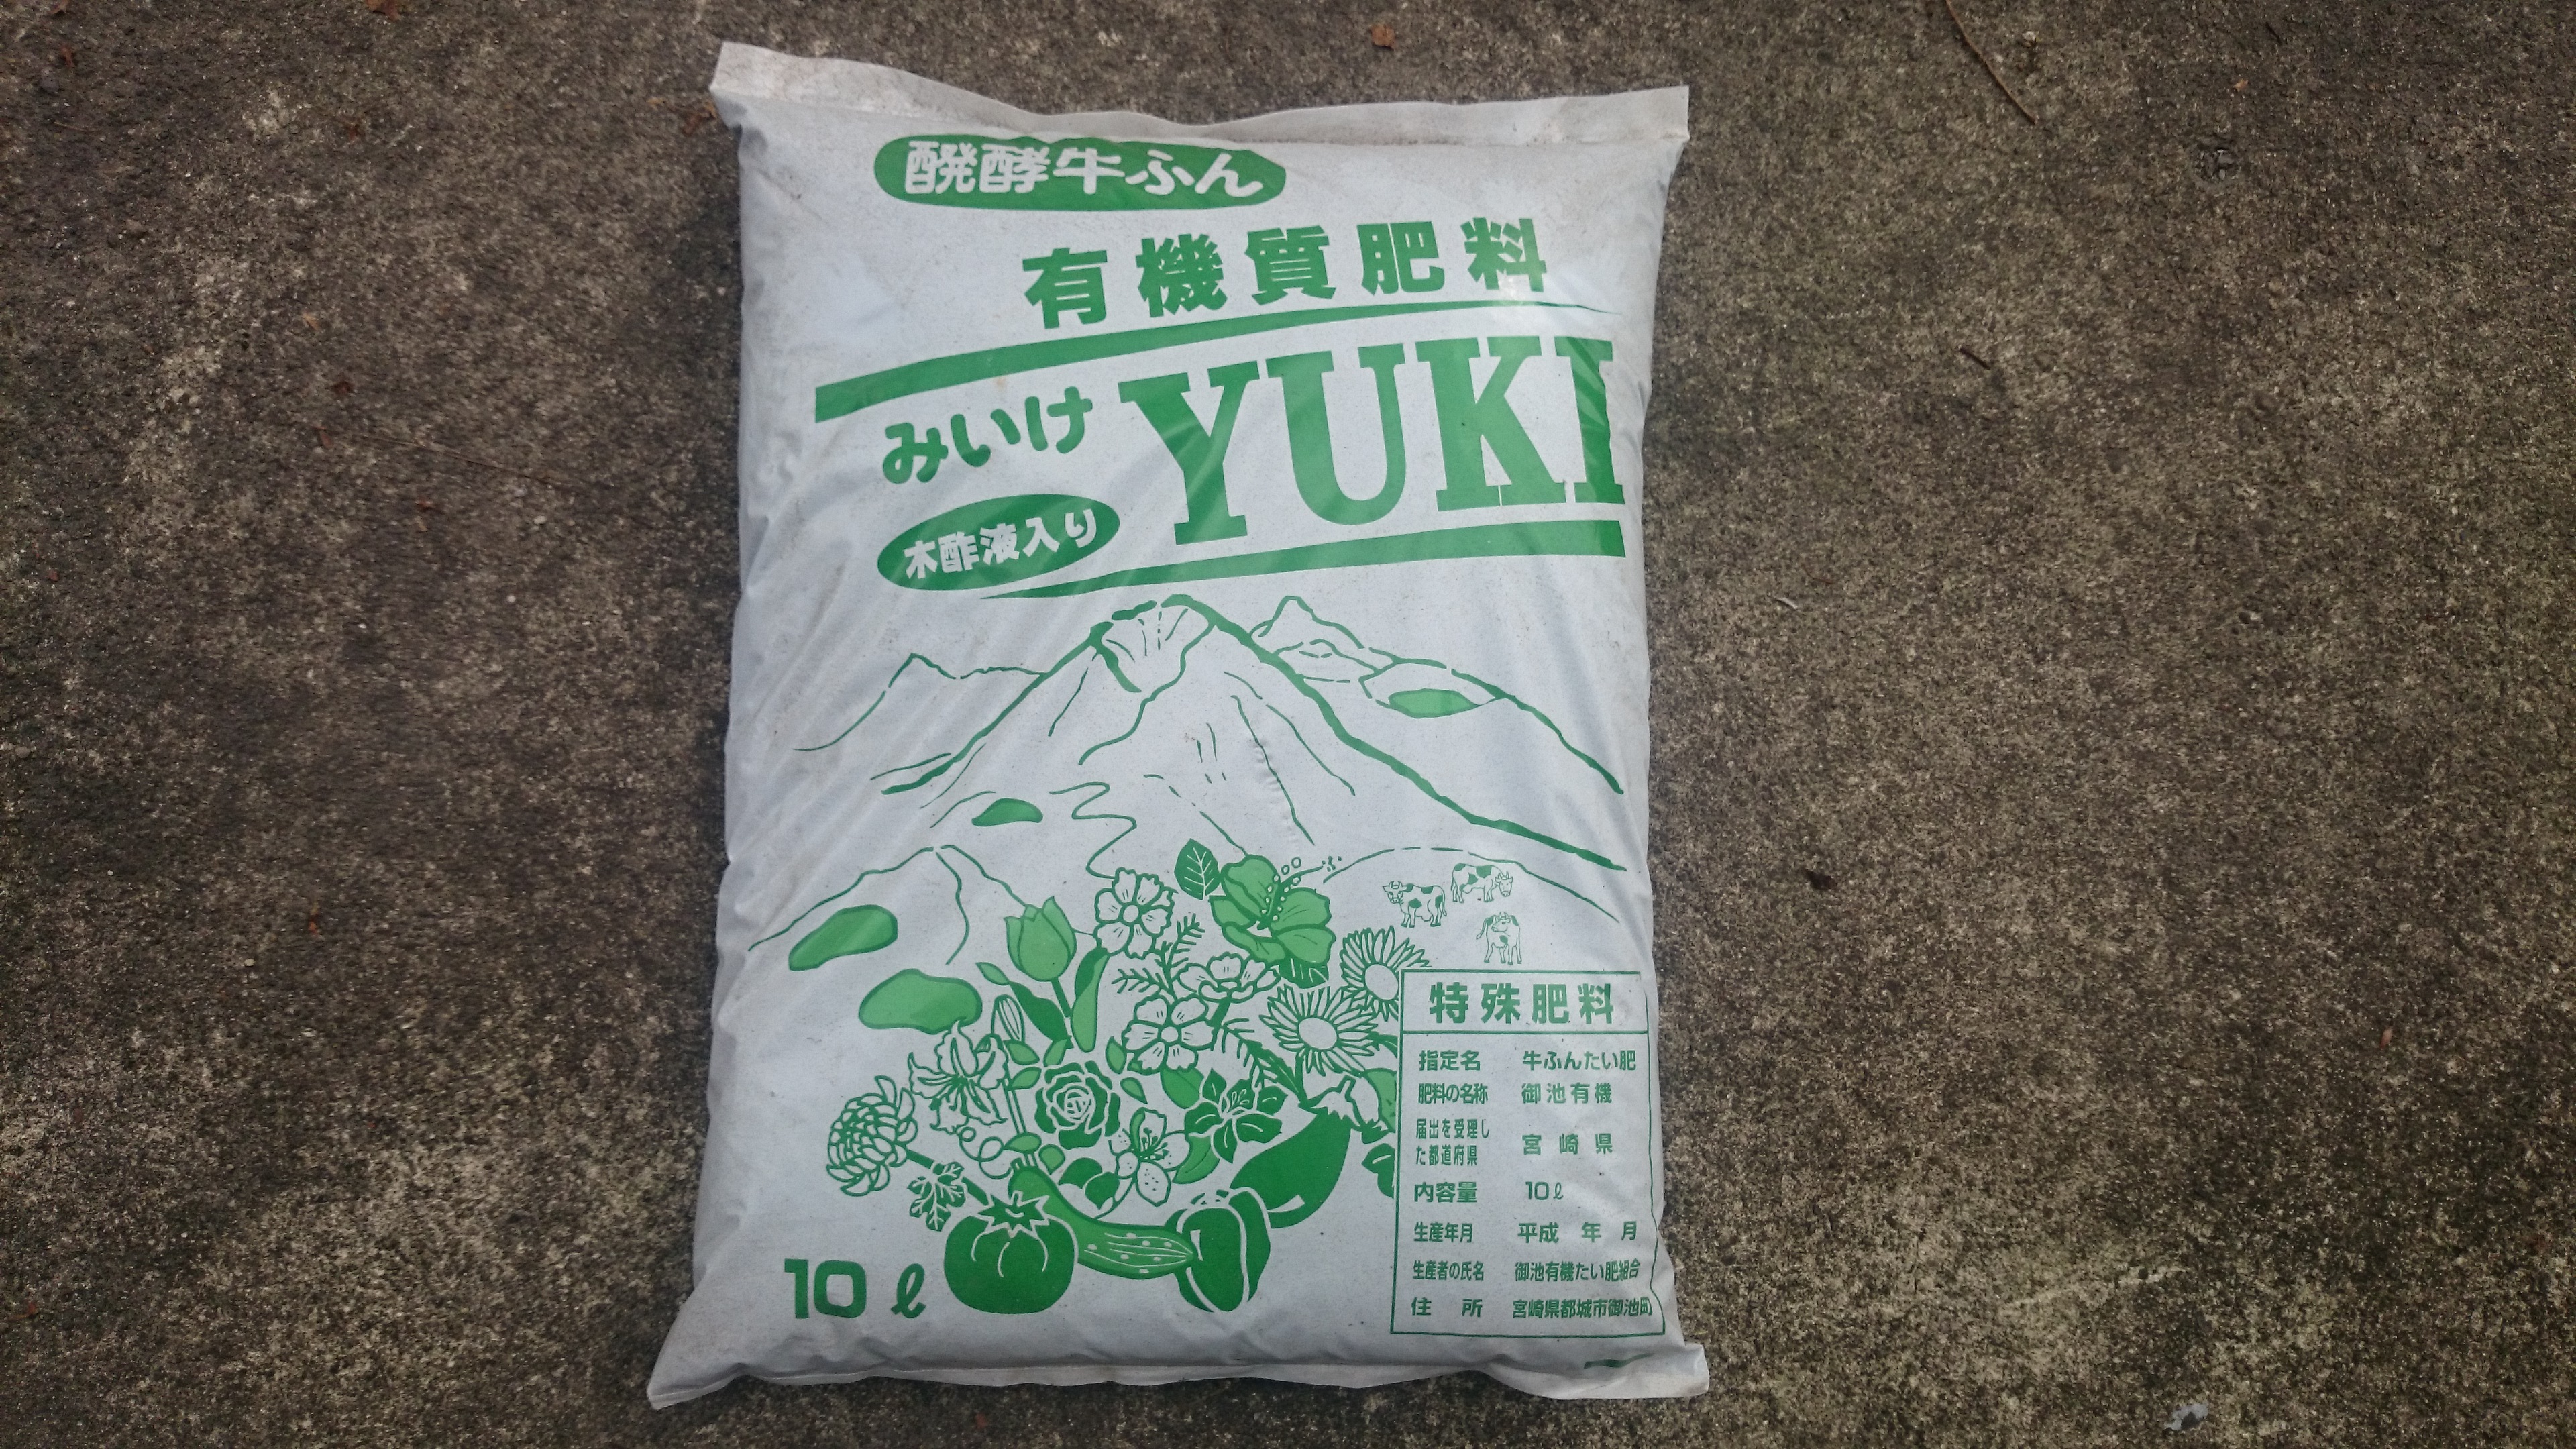 醗酵牛ふん
有機質肥料
みいけ YUKI
木酢液入り
特殊肥料
指定名 牛ふんたい肥
肥料の名称 御池有機
届出を受理し
た都道府県 宮崎県
内容量 10ℓ
生産年月 平成 年 月
生産者の氏名 御池有機たい肥組合
住所 宮崎県都城市御池町
10ℓ